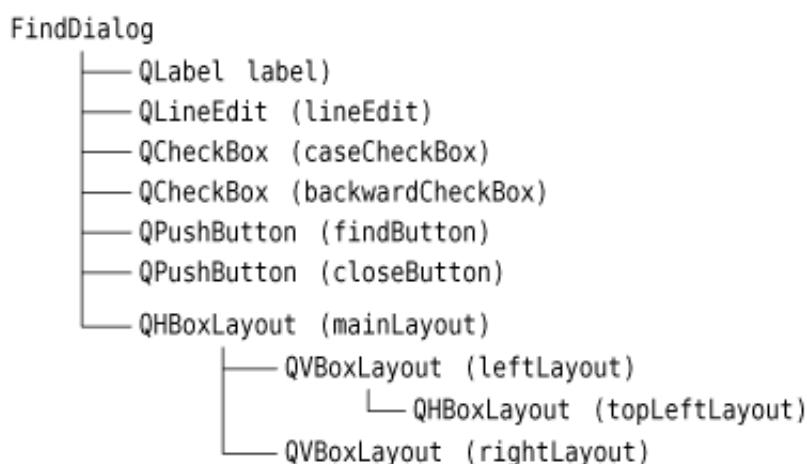 FindDialog
QLabel label)
QLineEdit (lineEdit)
QCheckBox (caseCheckBox)
QCheckBox (backwardCheckBox)
QPushButton (findButton)
QPushButton (closeButton)
QHBoxLayout (mainLayout)
QVBoxLayout (leftLayout)
QHBoxLayout (topLeftLayout)
QVBoxLayout (rightLayout)